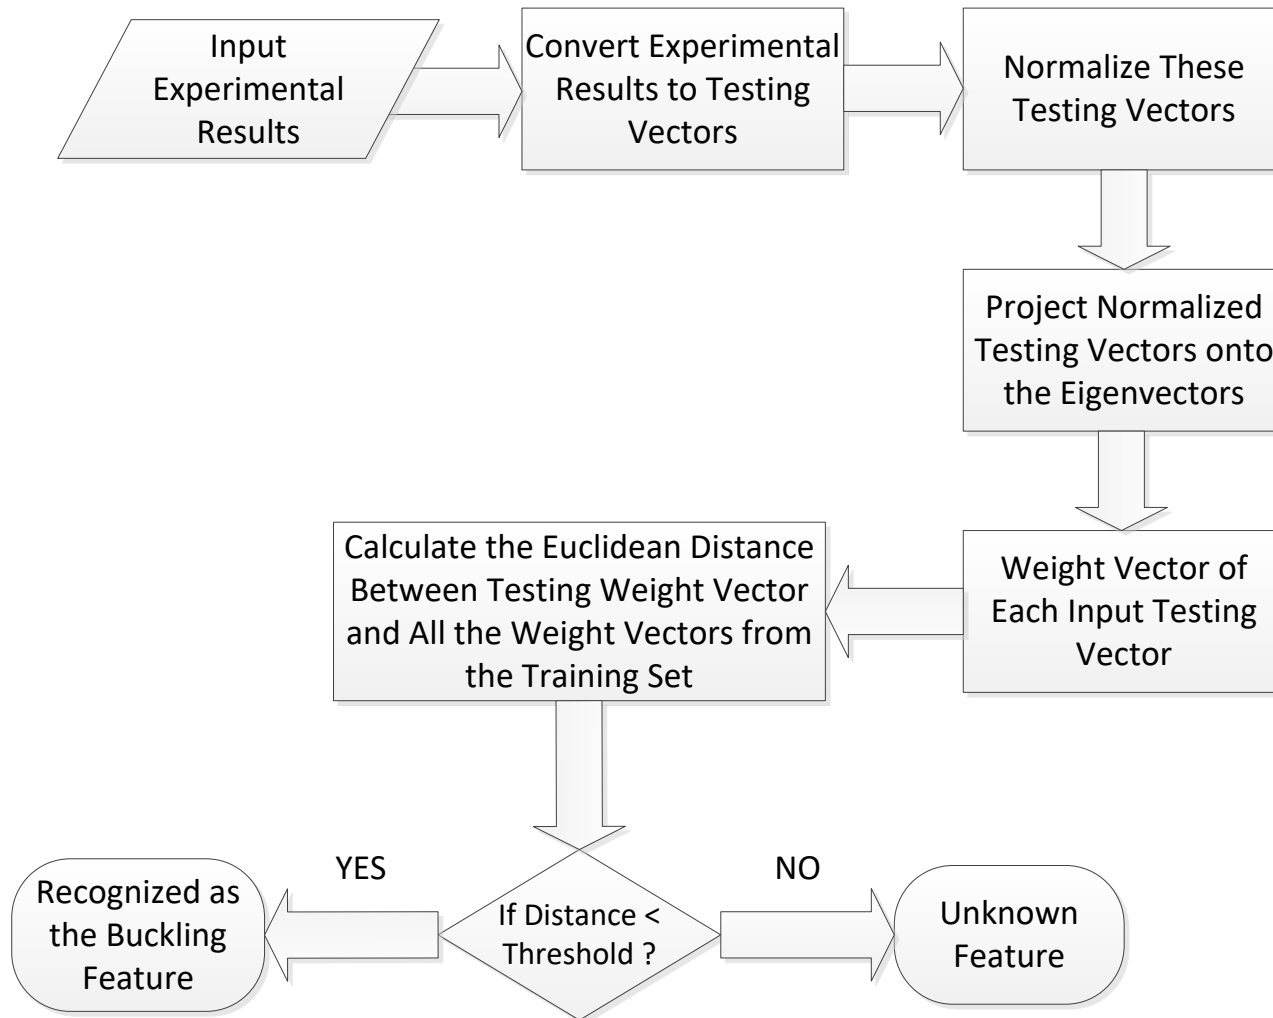 Input
Experimental
Results
Convert Experimental
Results to Testing
Vectors
Normalize These
Testing Vectors
Project Normalized
Testing Vectors onto
the Eigenvectors
Weight Vector of
Each Input Testing
Vector
Calculate the Euclidean Distance
Between Testing Weight Vector
and All the Weight Vectors from
the Training Set
If Distance <
Threshold ?
YES
Recognized as
the Buckling
Feature
NO
Unknown
Feature